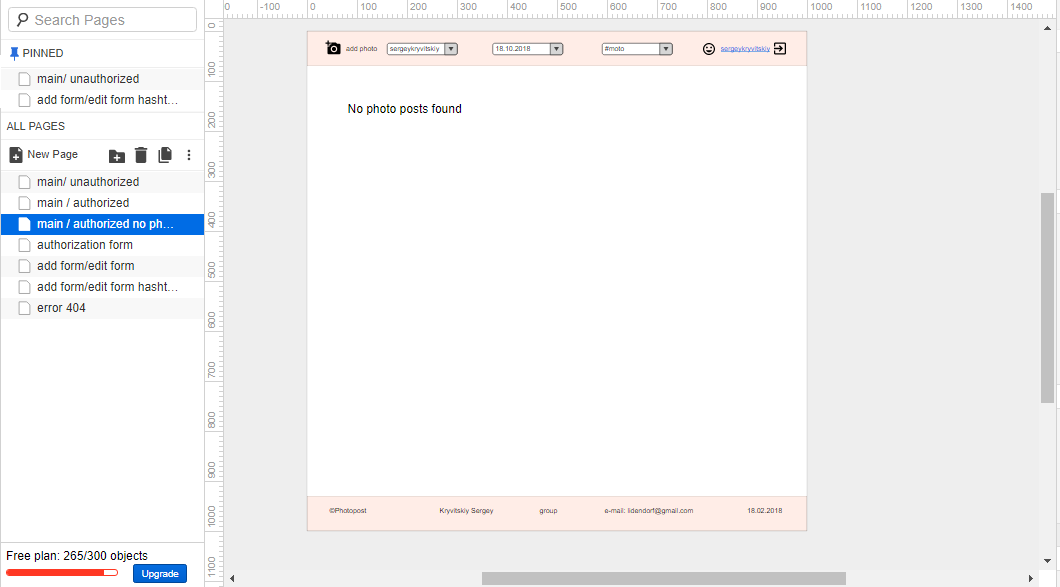 Search Pages
PINNED
main/ unauthorized
add form/edit form hasht...
ALL PAGES
New Page
main/ unauthorized
main / authorized
main / authorized no ph...
authorization form
add form/edit form
add form/edit form hasht...
error 404
Free plan: 265/300 objects
Upgrade
0 -100 0 100 200 300 400 500 600 700 800 900 1000 1100 1200 1300 1400
0
100
200
300
400
500
600
700
800
900
1000
1100
add photo sergeykryvitskiy 18.10.2018 #moto sergeykryvitskiy
No photo posts found
©Photopost Kryvitskiy Sergey group e-mail: lidendorf@gmail.com 18.02.2018